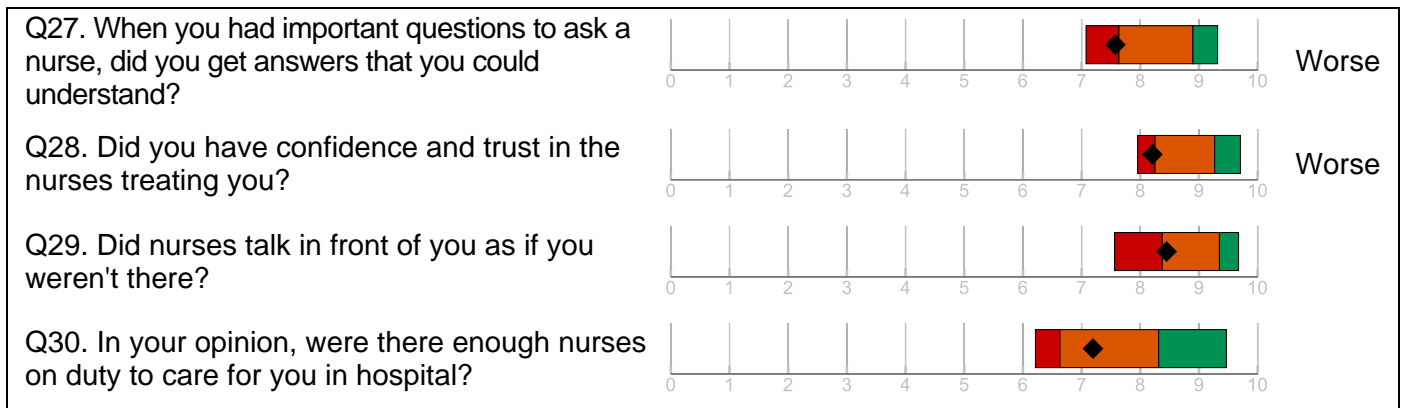 Q27. When you had important questions to ask a
nurse, did you get answers that you could
understand?
0 1 2 3 4 5 6 7 8 9 10
Worse
Q28. Did you have confidence and trust in the
nurses treating you?
0 1 2 3 4 5 6 7 8 9 10
Worse
Q29. Did nurses talk in front of you as if you
weren't there?
0 1 2 3 4 5 6 7 8 9 10
Q30. In your opinion, were there enough nurses
on duty to care for you in hospital?
0 1 2 3 4 5 6 7 8 9 10